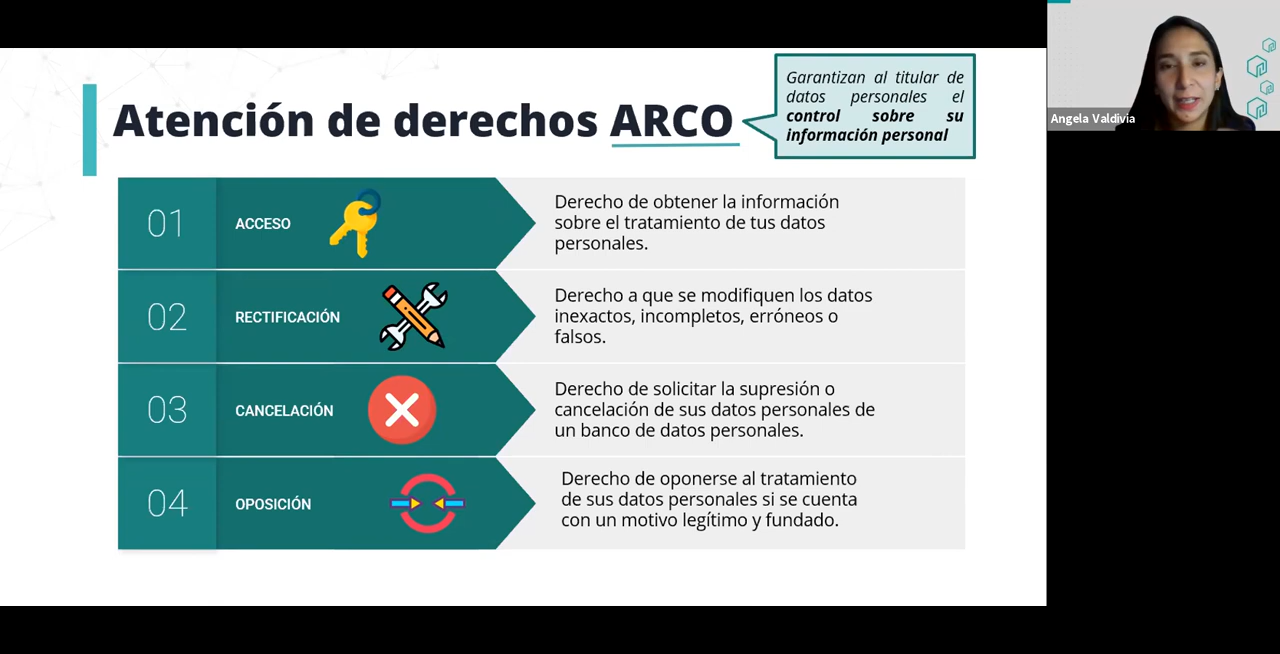 Atención de derechos ARCO
Garantizan al titular de
datos personales el
control sobre su
información personal
Angela Valdivia
01
ACCESO
Derecho de obtener la información
sobre el tratamiento de tus datos
personales.
02
RECTIFICACIÓN
Derecho a que se modifiquen los datos
inexactos, incompletos, erróneos o
falsos.
03
CANCELACIÓN
Derecho de solicitar la supresión o
cancelación de sus datos personales de
un banco de datos personales.
04
OPOSICIÓN
Derecho de oponerse al tratamiento
de sus datos personales si se cuenta
con un motivo legítimo y fundado.